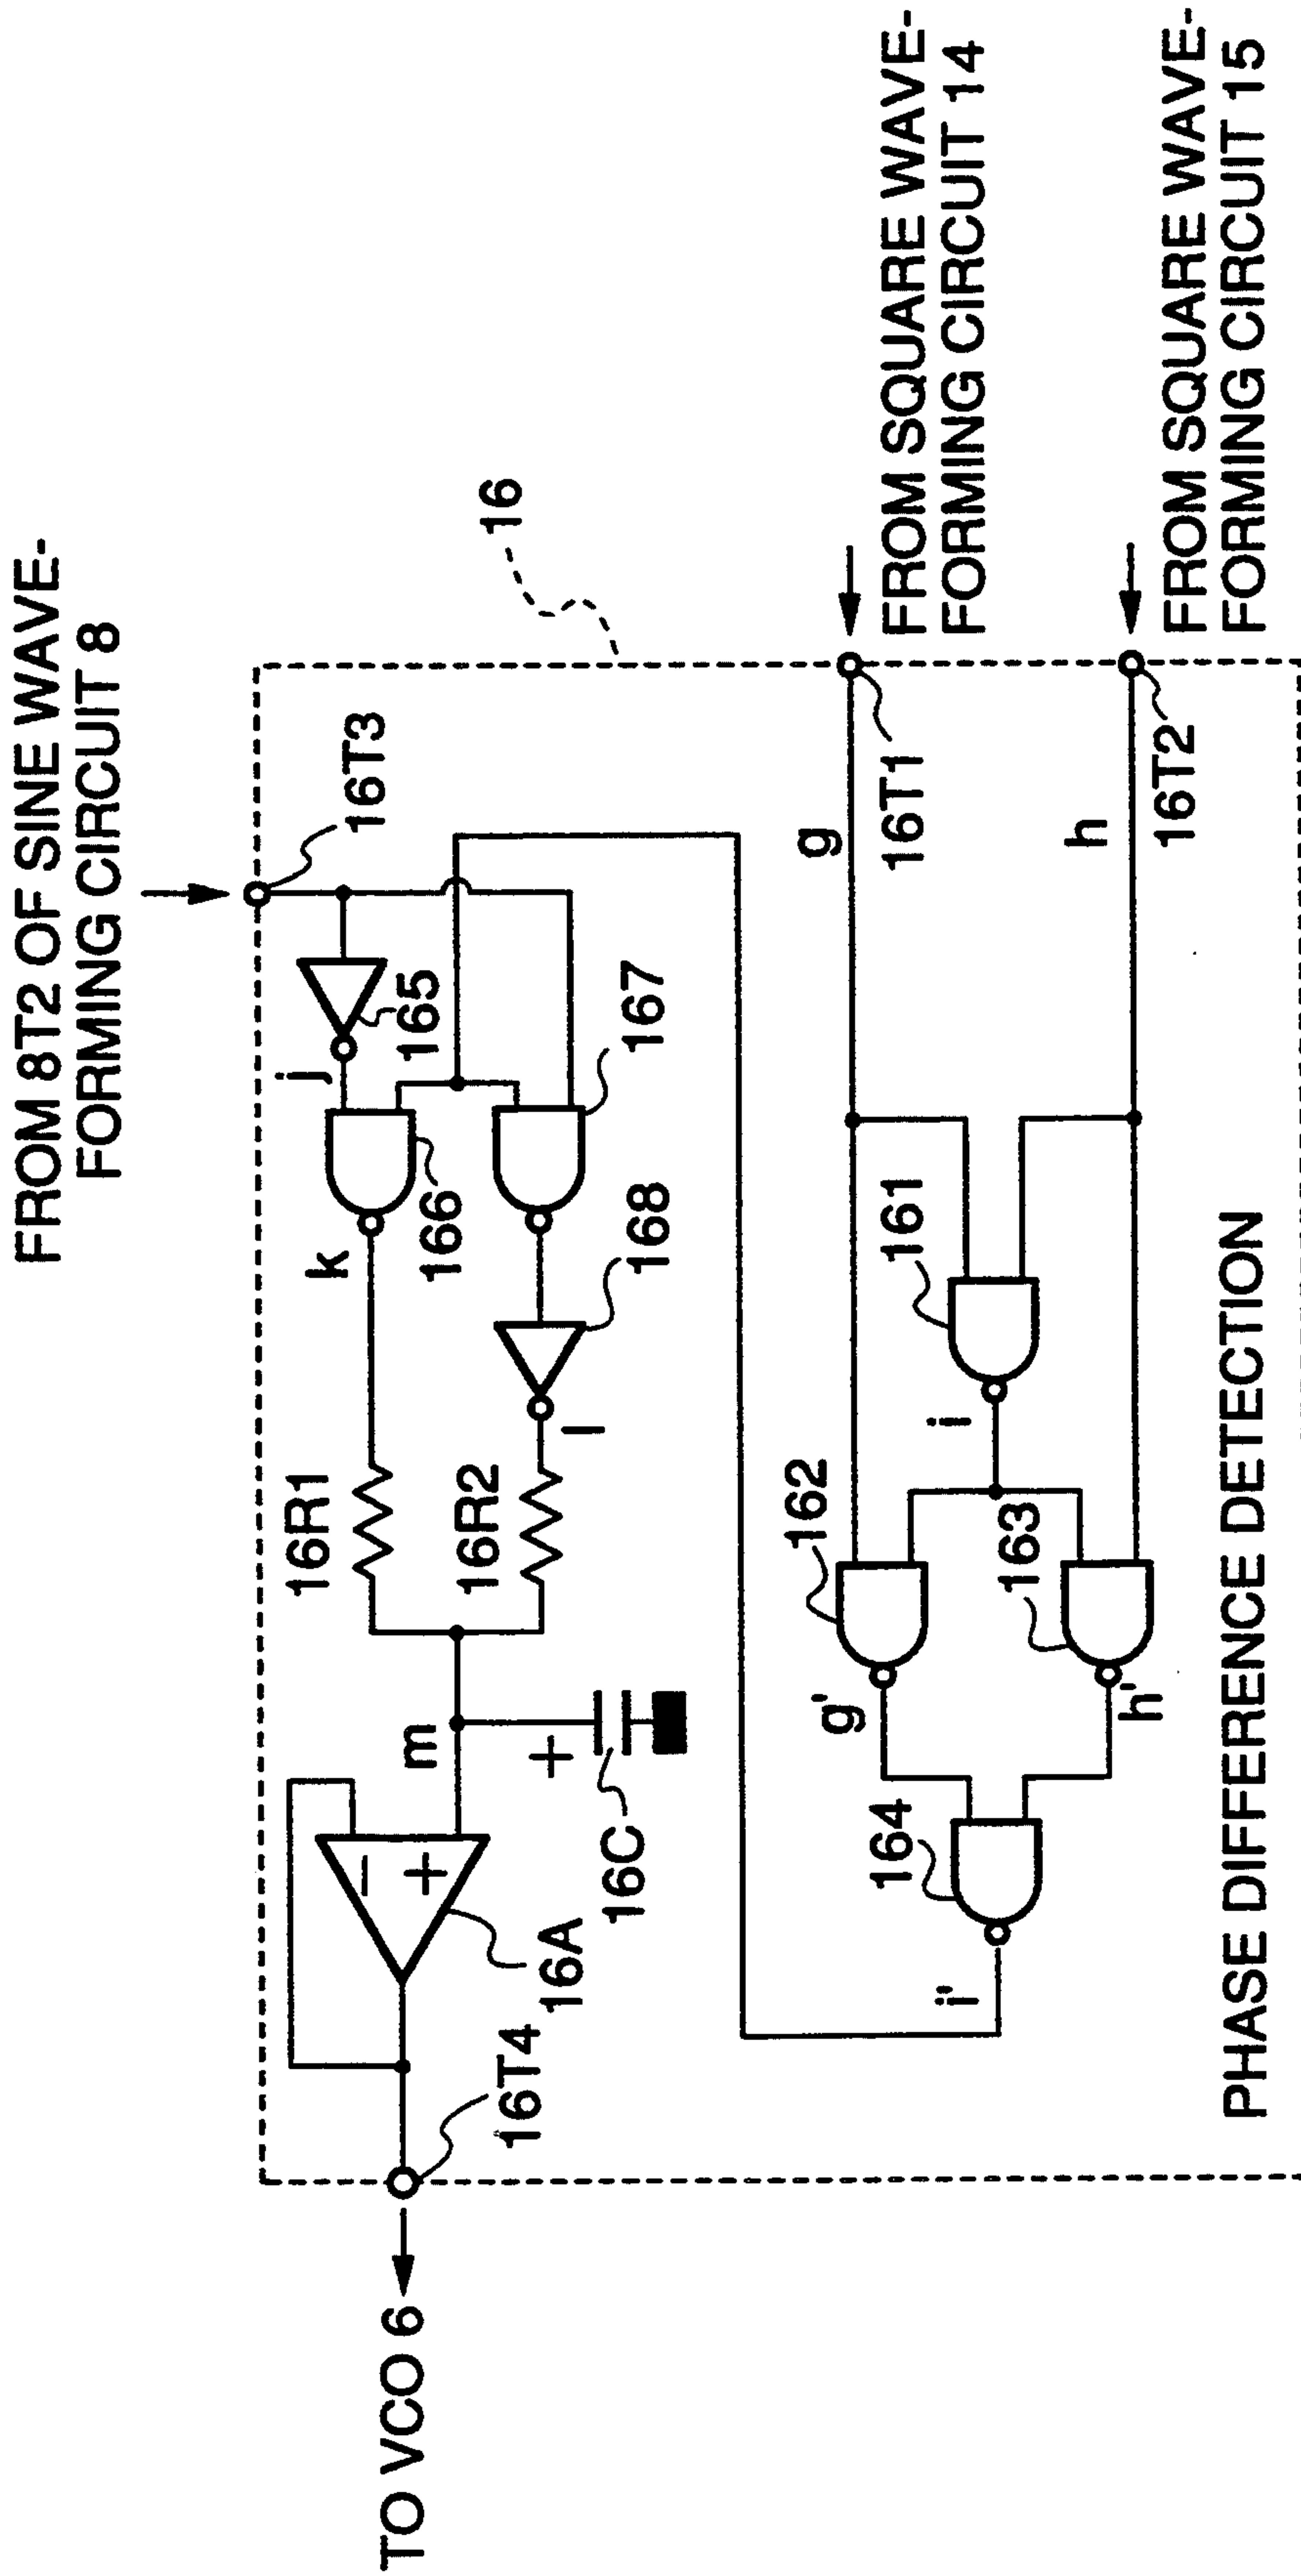 FROM 8T2 OF SINE WAVE-
FORMING CIRCUIT 8
16
16T3
165
j
166
167
k
168
l
16R1
16R2
m
+
16C
−
+
16A
16T4
TO VCO 6
FROM SQUARE WAVE-
FORMING CIRCUIT 14
FROM SQUARE WAVE-
FORMING CIRCUIT 15
16T1
16T2
g
h
161
i
162
163
g'
h'
164
i'
PHASE DIFFERENCE DETECTION